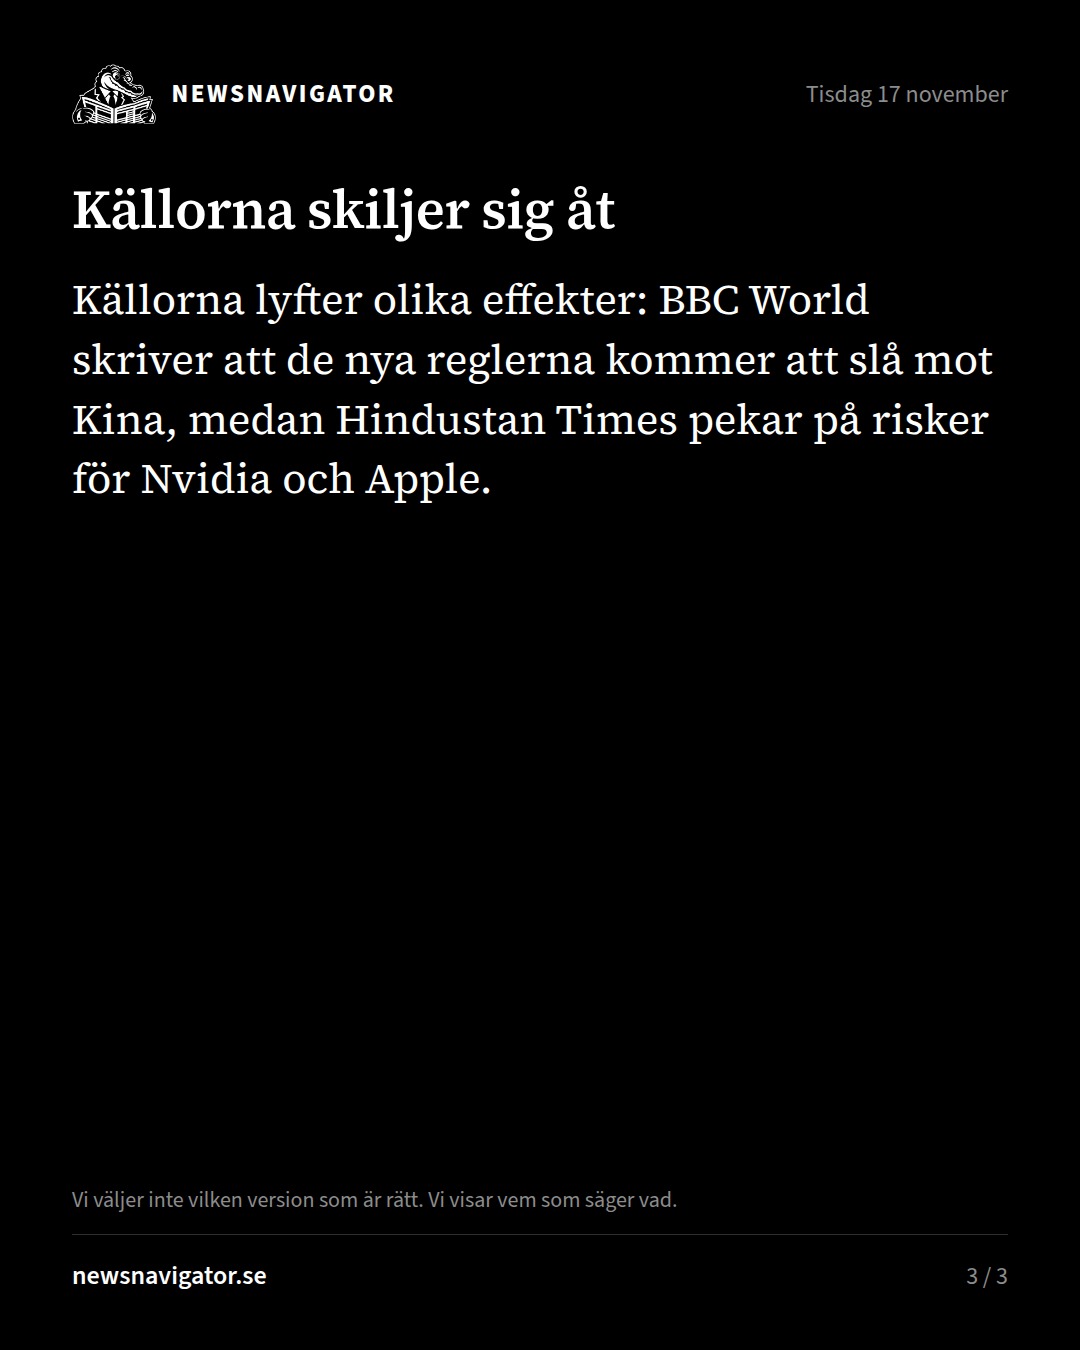 NEWSNAVIGATOR
Tisdag 17 november
Källorna skiljer sig åt
Källorna lyfter olika effekter: BBC World
skriver att de nya reglerna kommer att slå mot
Kina, medan Hindustan Times pekar på risker
för Nvidia och Apple.
Vi väljer inte vilken version som är rätt. Vi visar vem som säger vad.
newsnavigator.se
3 / 3